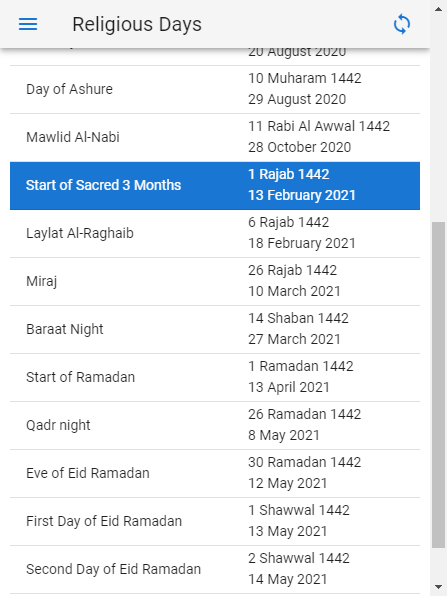 Religious Days
20 August 2020
Day of Ashure
10 Muharam 1442
29 August 2020
Mawlid Al-Nabi
11 Rabi Al Awwal 1442
28 October 2020
Start of Sacred 3 Months
1 Rajab 1442
13 February 2021
Laylat Al-Raghaib
6 Rajab 1442
18 February 2021
Miraj
26 Rajab 1442
10 March 2021
Baraat Night
14 Shaban 1442
27 March 2021
Start of Ramadan
1 Ramadan 1442
13 April 2021
Qadr night
26 Ramadan 1442
8 May 2021
Eve of Eid Ramadan
30 Ramadan 1442
12 May 2021
First Day of Eid Ramadan
1 Shawwal 1442
13 May 2021
Second Day of Eid Ramadan
2 Shawwal 1442
14 May 2021